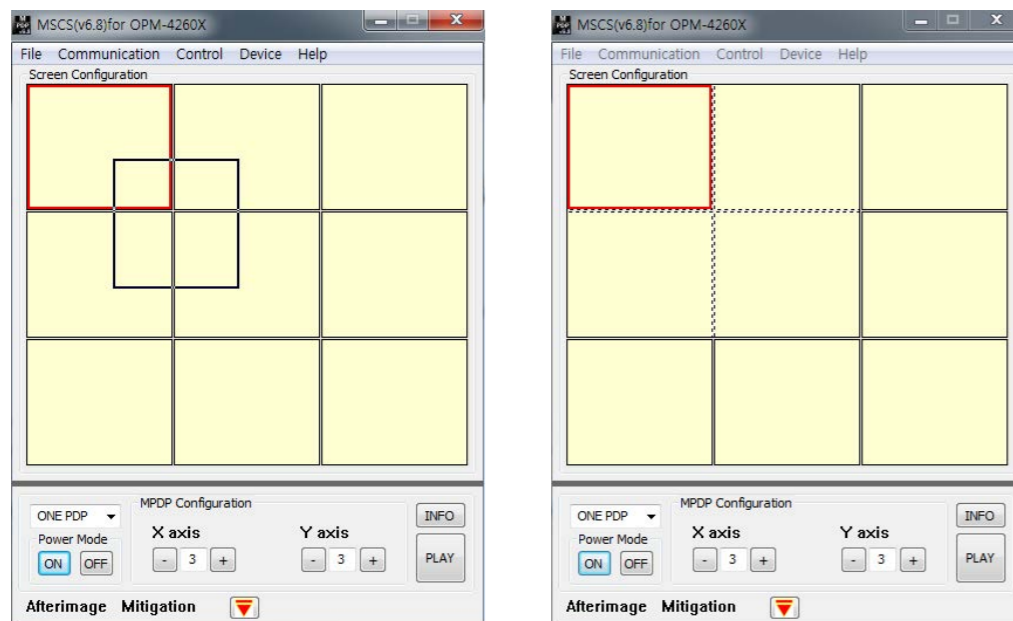 MSCS(v6.8)for OPM-4260X
File Communication Control Device Help
Screen Configuration
ONE PDP
MPDP Configuration
INFO
Power Mode
X axis
Y axis
ON OFF
- 3 +
- 3 +
PLAY
Afterimage Mitigation
MSCS(v6.8)for OPM-4260X
File Communication Control Device Help
Screen Configuration
ONE PDP
MPDP Configuration
INFO
Power Mode
X axis
Y axis
ON OFF
- 3 +
- 3 +
PLAY
Afterimage Mitigation